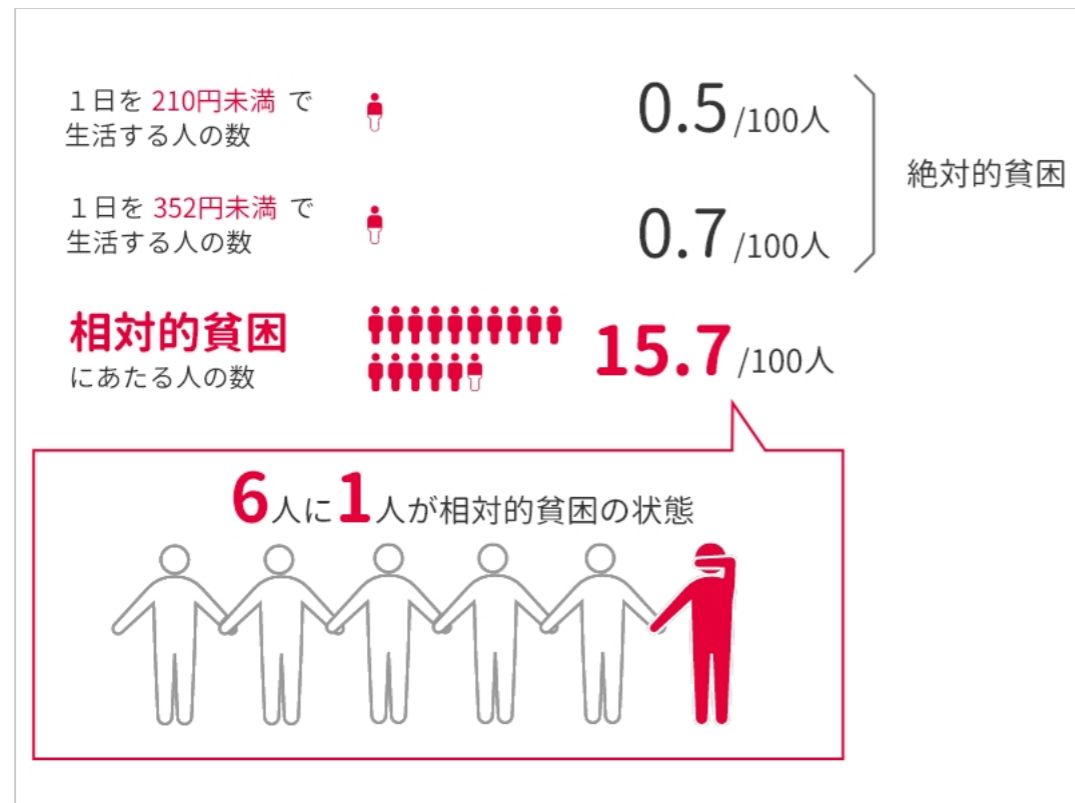 １日を 210円未満 で
生活する人の数
0.5/100人
１日を 352円未満 で
生活する人の数
0.7/100人
絶対的貧困
相対的貧困
にあたる人の数
15.7/100人
6人に1人が相対的貧困の状態